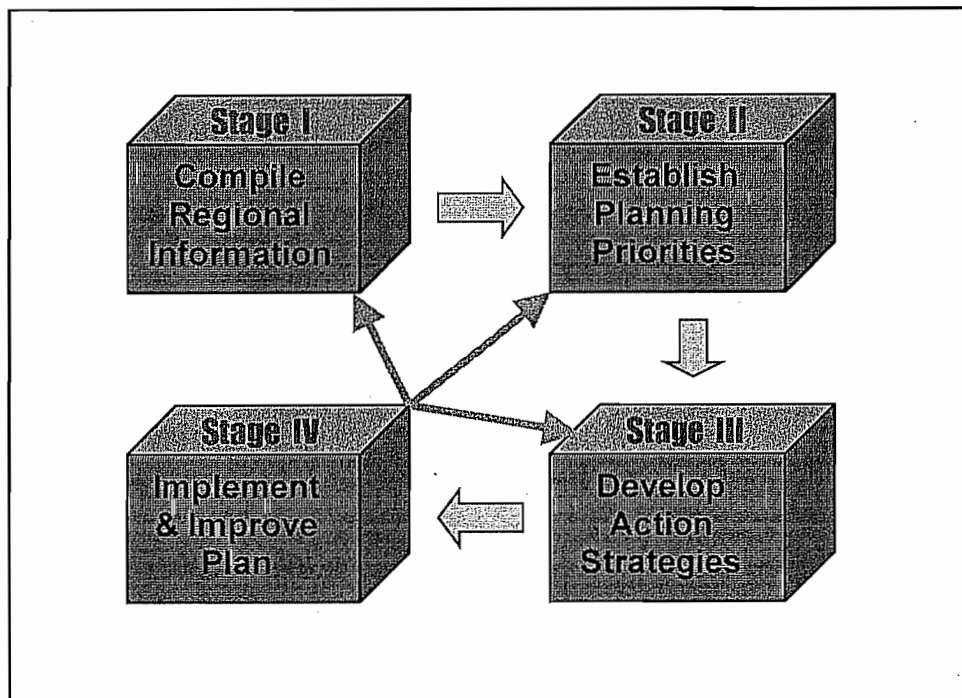 Stage I
Compile
Regional
Information
Stage II
Establish
Planning
Priorities
Stage IV
Implement
& Improve
Plan
Stage III
Develop
Action
Strategies